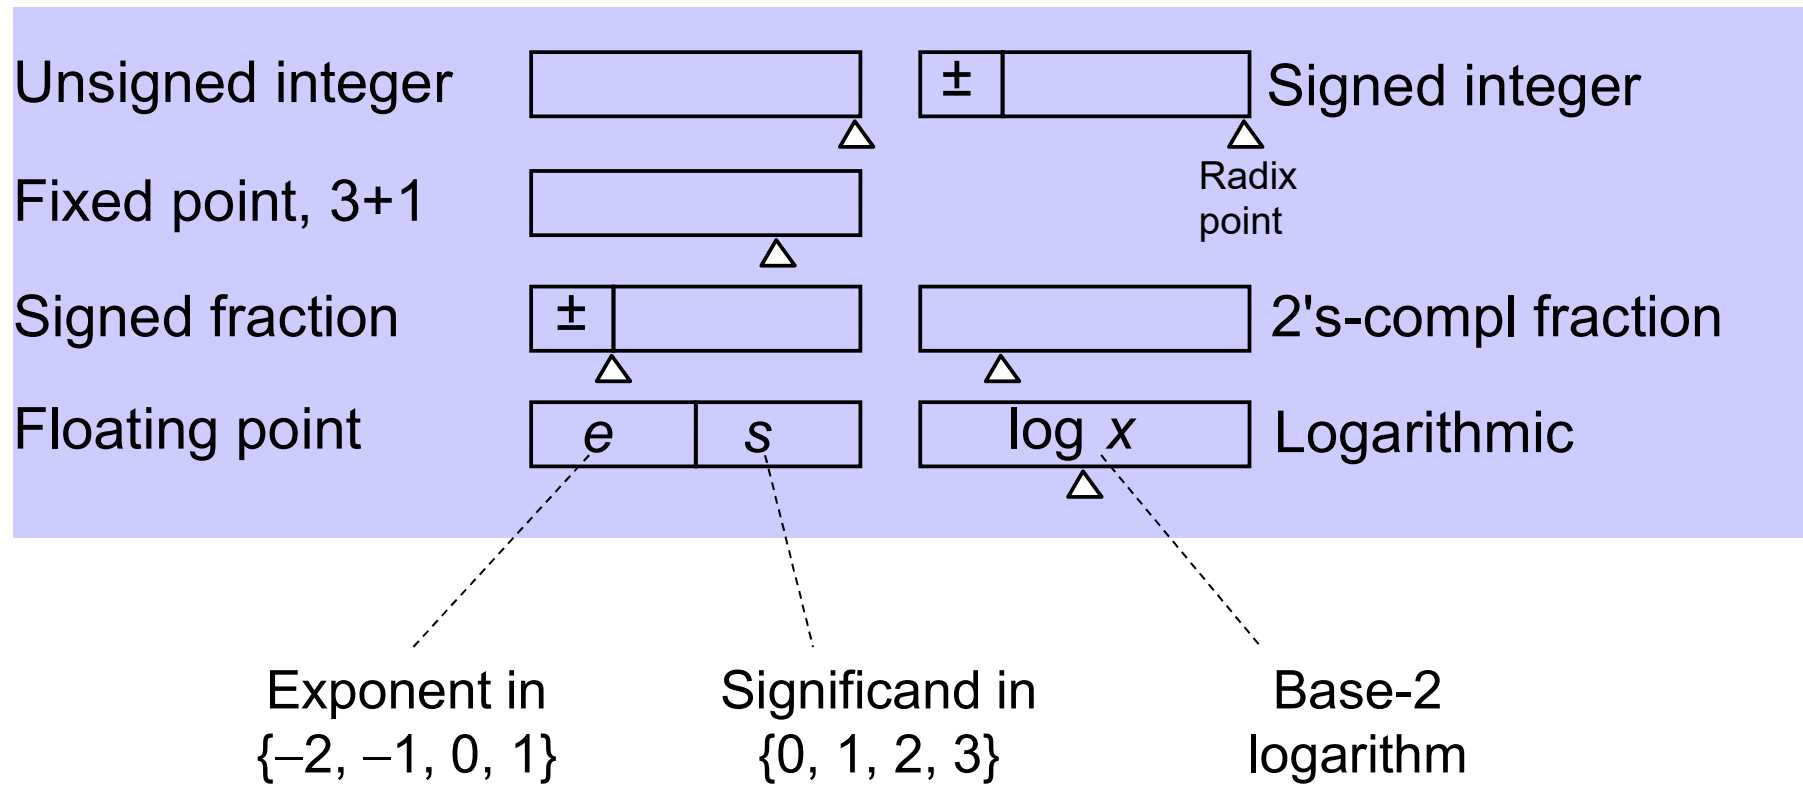 Unsigned integer
± Signed integer
Radix
point
Fixed point, 3+1
Signed fraction ±
2's-compl fraction
Floating point e s
log x Logarithmic
Exponent in
{–2, –1, 0, 1}
Significand in
{0, 1, 2, 3}
Base-2
logarithm